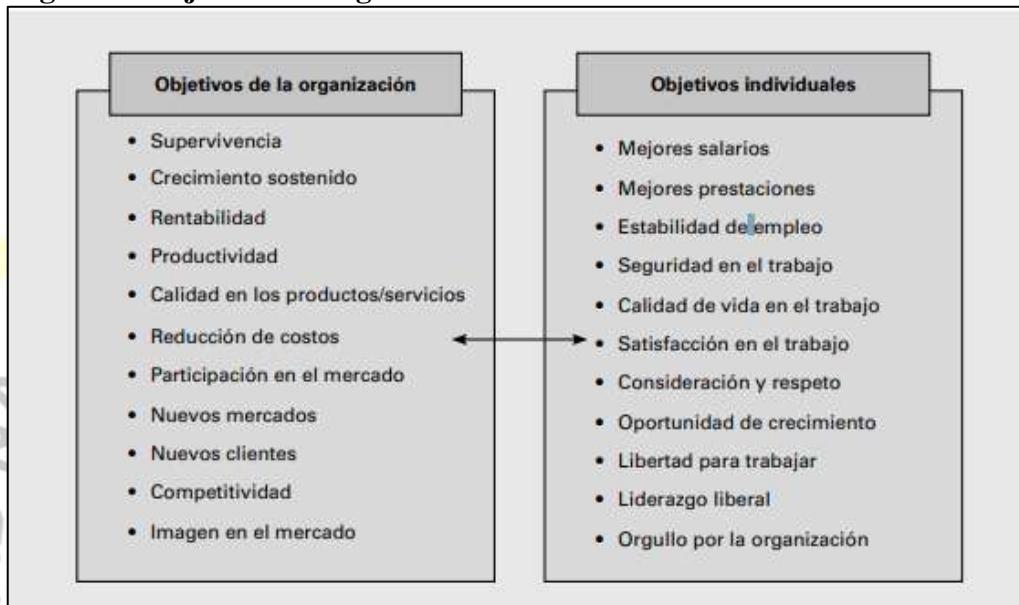 Objetivos de la organización
• Supervivencia
• Crecimiento sostenido
• Rentabilidad
• Productividad
• Calidad en los productos/servicios
• Reducción de costos
• Participación en el mercado
• Nuevos mercados
• Nuevos clientes
• Competitividad
• Imagen en el mercado
Objetivos individuales
• Mejores salarios
• Mejores prestaciones
• Estabilidad de empleo
• Seguridad en el trabajo
• Calidad de vida en el trabajo
• Satisfacción en el trabajo
• Consideración y respeto
• Oportunidad de crecimiento
• Libertad para trabajar
• Liderazgo liberal
• Orgullo por la organización